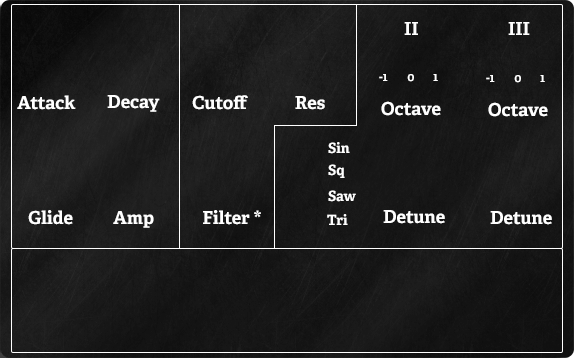 II III
-1 0 1 -1 0 1
Attack Decay Cutoff Res Octave Octave
Sin
Sq
Saw
Glide Amp Filter * Tri Detune Detune